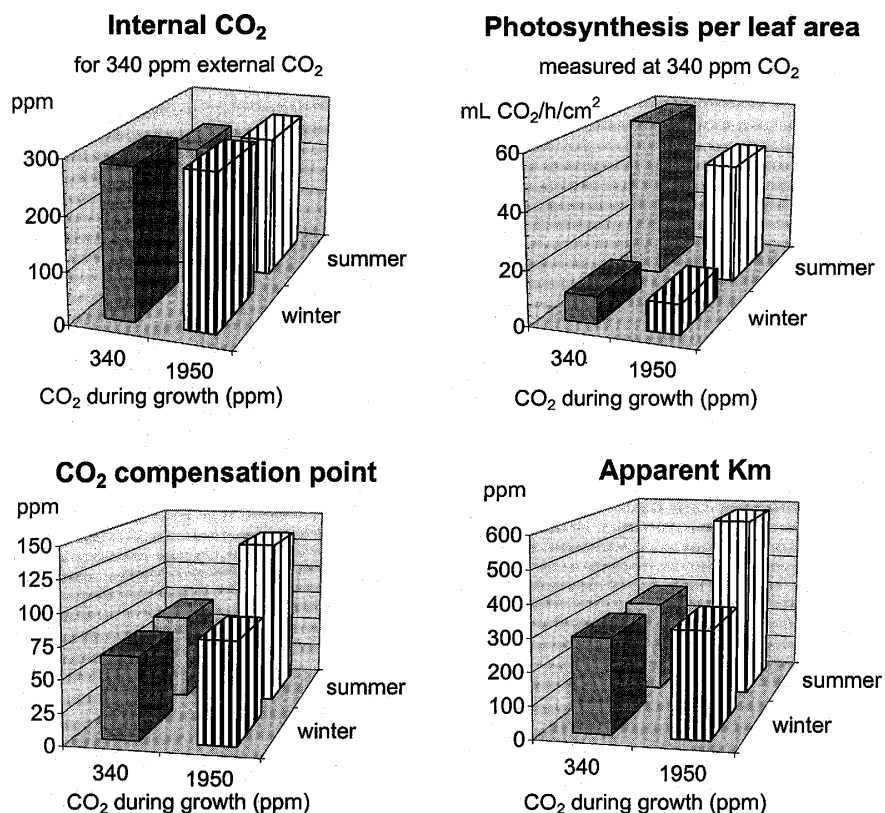 Internal CO₂
for 340 ppm external CO₂
ppm
300
200
100
0
340
1950
summer
winter
CO₂ during growth (ppm)
Photosynthesis per leaf area
measured at 340 ppm CO₂
mL CO₂/h/cm²
60
40
20
0
340
1950
summer
winter
CO₂ during growth (ppm)
CO₂ compensation point
ppm
150
125
100
75
50
25
0
340
1950
summer
winter
CO₂ during growth (ppm)
Apparent Km
ppm
600
500
400
300
200
100
0
340
1950
summer
winter
CO₂ during growth (ppm)